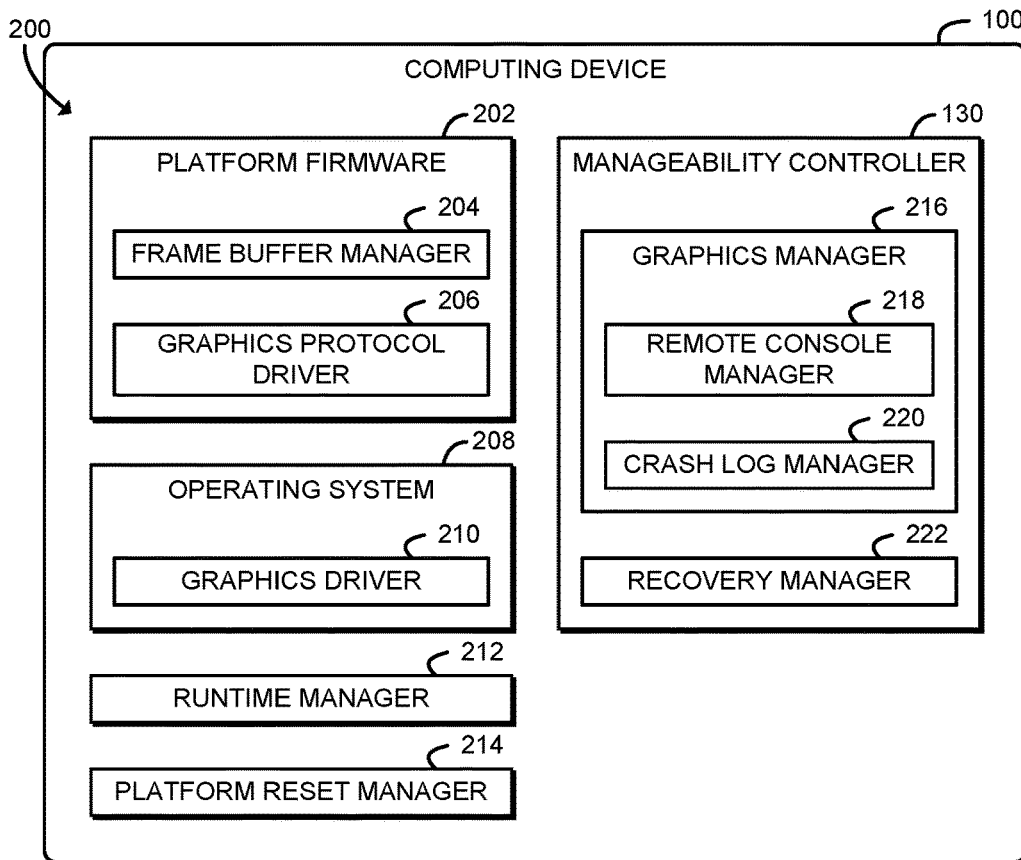 200
100
COMPUTING DEVICE
202
PLATFORM FIRMWARE
204
FRAME BUFFER MANAGER
206
GRAPHICS PROTOCOL
DRIVER
208
OPERATING SYSTEM
210
GRAPHICS DRIVER
212
RUNTIME MANAGER
214
PLATFORM RESET MANAGER
130
MANAGEABILITY CONTROLLER
216
GRAPHICS MANAGER
218
REMOTE CONSOLE
MANAGER
220
CRASH LOG MANAGER
222
RECOVERY MANAGER